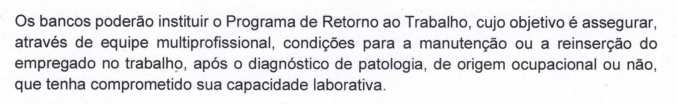 Os bancos poderão instituir o Programa de Retorno ao Trabalho, cujo objetivo é assegurar,
através de equipe multiprofissional, condições para a manutenção ou a reinserção do
empregado no trabalho, após o diagnóstico de patologia, de origem ocupacional ou não,
que tenha comprometido sua capacidade laborativa.